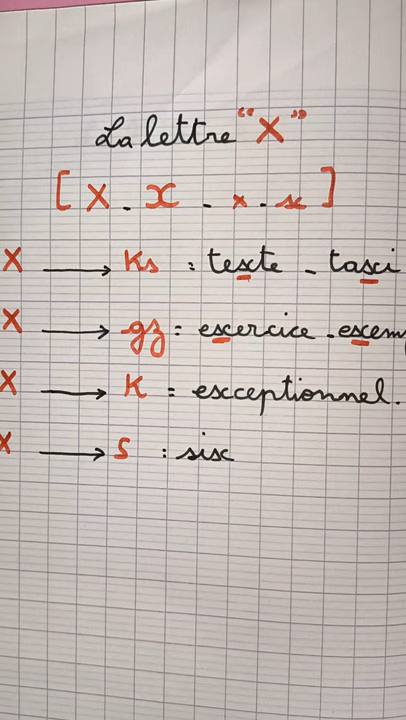 La lettre "X"
[ X - x - x - x ]
X → Ks : texte - taxi
X → gz = exercice - exem
X → K = exceptionnel.
X → S : six